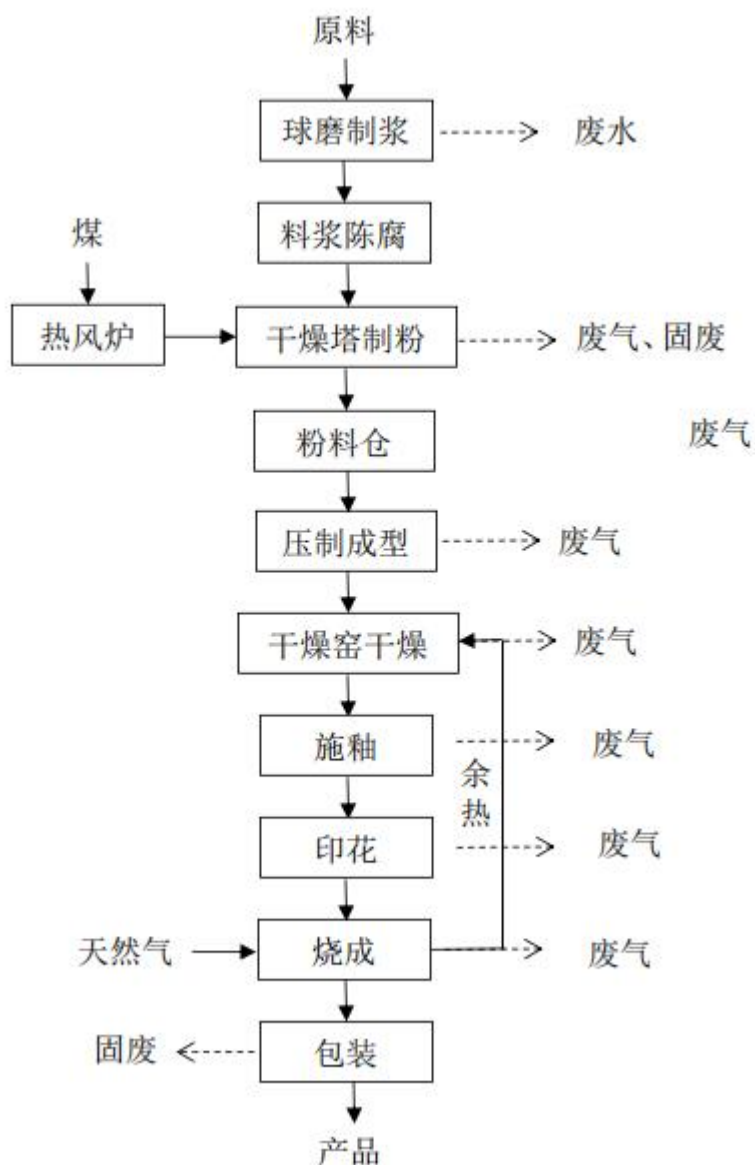 原料
球磨制浆
废水
料浆陈腐
煤
热风炉
干燥塔制粉
废气、固废
粉料仓
废气
压制成型
废气
干燥窑干燥
废气
施釉
废气
余热
印花
废气
天然气
烧成
废气
固废
包装
产品